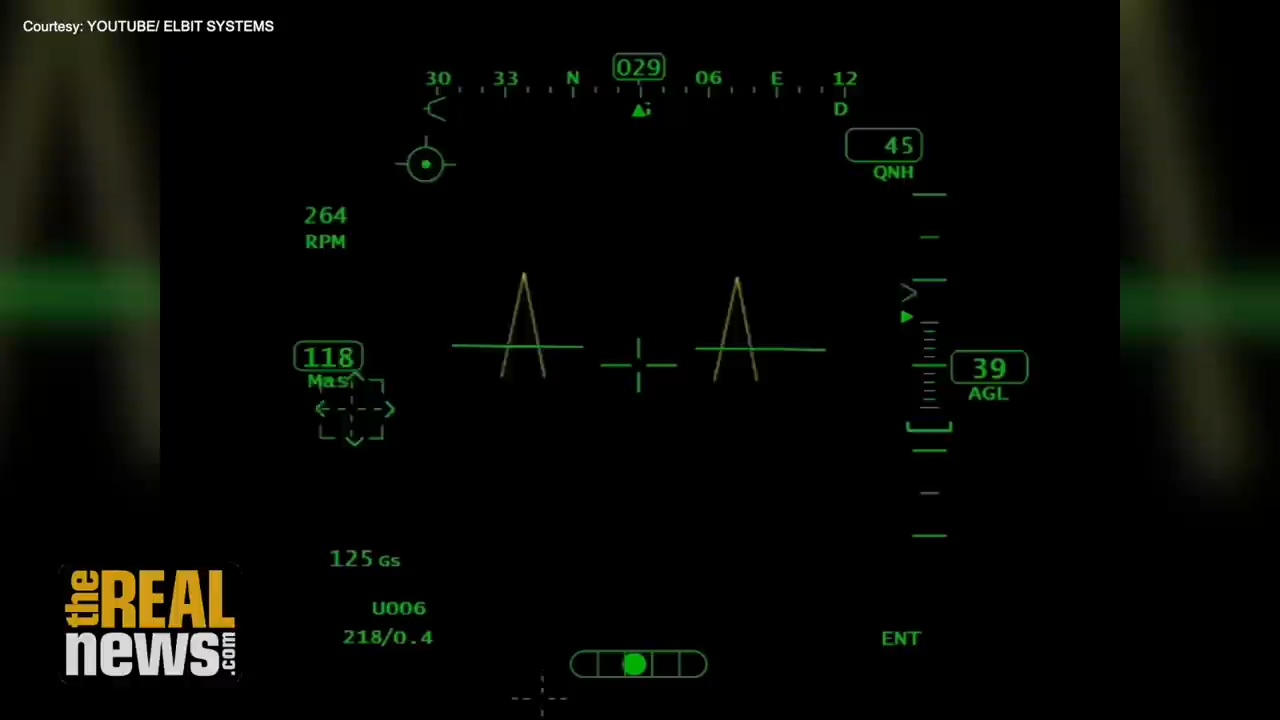 Courtesy: YOUTUBE/ ELBIT SYSTEMS
029
30 33 N 06 E 12
D
45
QNH
264
RPM
118
Mas
39
AGL
125 GS
U006
218/0.4
ENT
the REAL
news.com